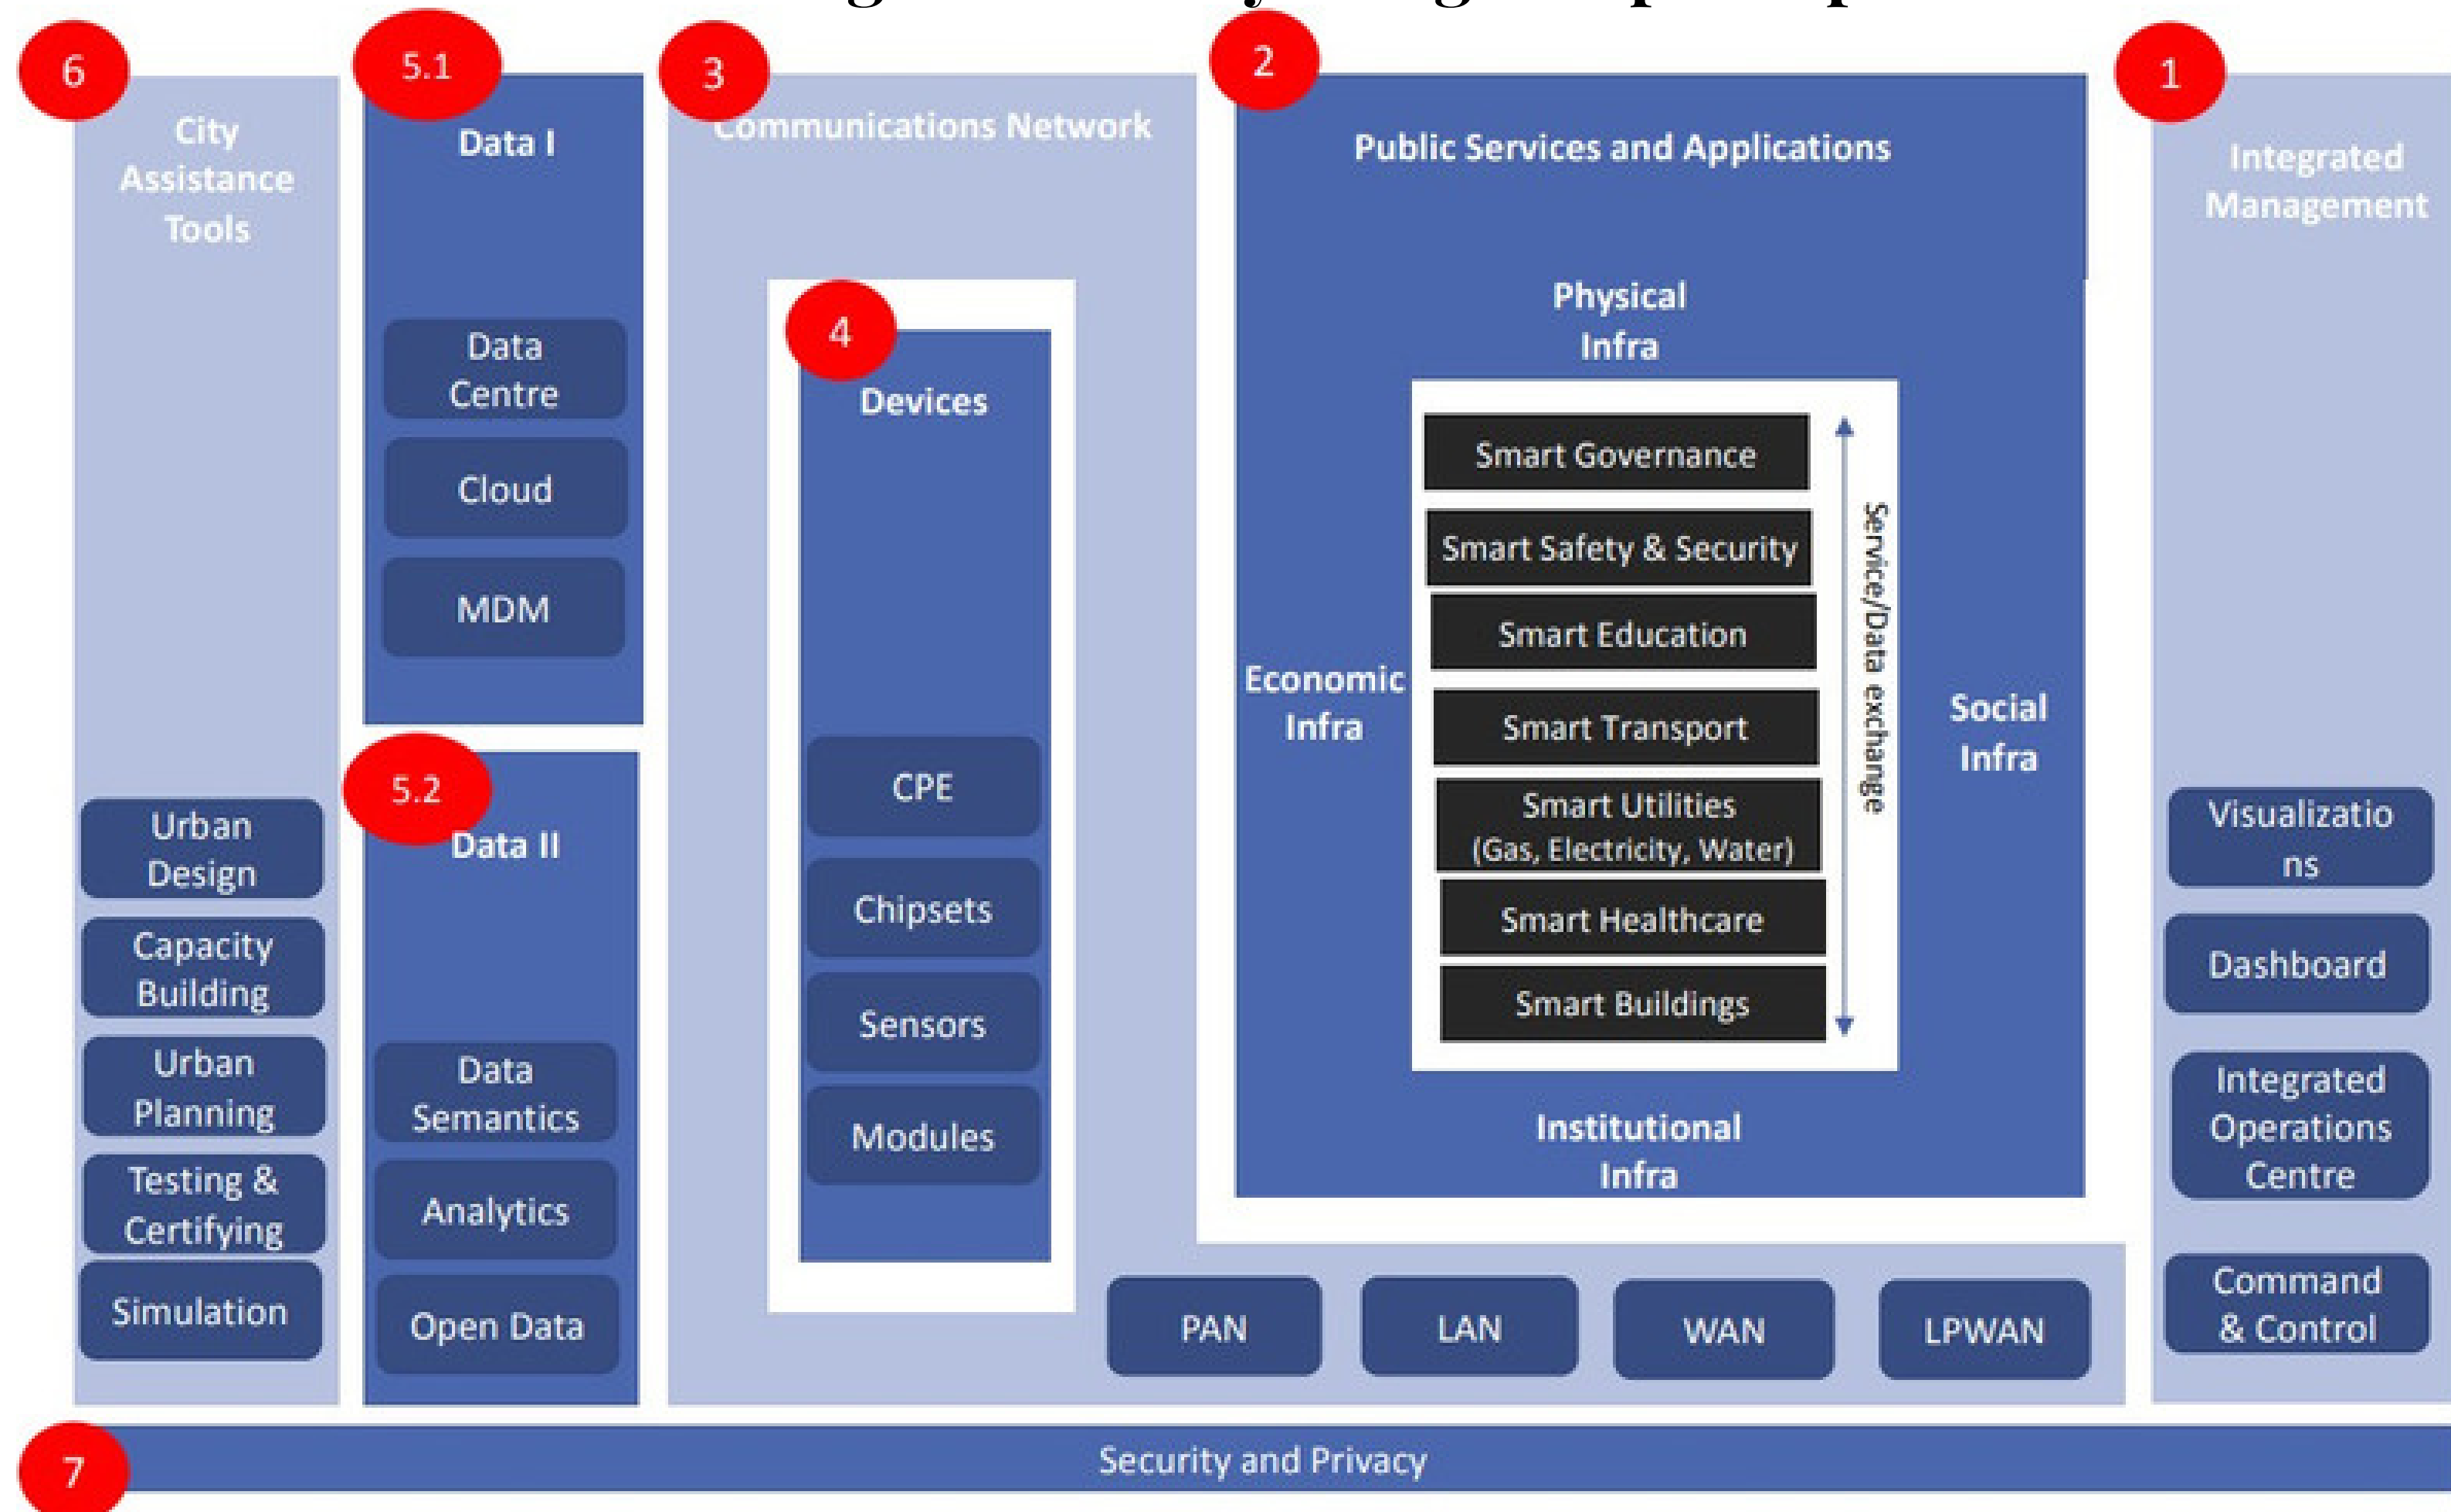 6
City
Assistance
Tools
Urban
Design
Capacity
Building
Urban
Planning
Testing &
Certifying
Simulation
5.1
Data I
Data
Centre
Cloud
MDM
5.2
Data II
Data
Semantics
Analytics
Open Data
3
Communications Network
4
Devices
CPE
Chipsets
Sensors
Modules
PAN
LAN
WAN
LPWAN
2
Public Services and Applications
Physical
Infra
Economic
Infra
Smart Governance
Smart Safety & Security
Smart Education
Smart Transport
Smart Utilities
(Gas, Electricity, Water)
Smart Healthcare
Smart Buildings
Service/Data exchange
Social
Infra
Institutional
Infra
1
Integrated
Management
Visualizatio
ns
Dashboard
Integrated
Operations
Centre
Command
& Control
7
Security and Privacy